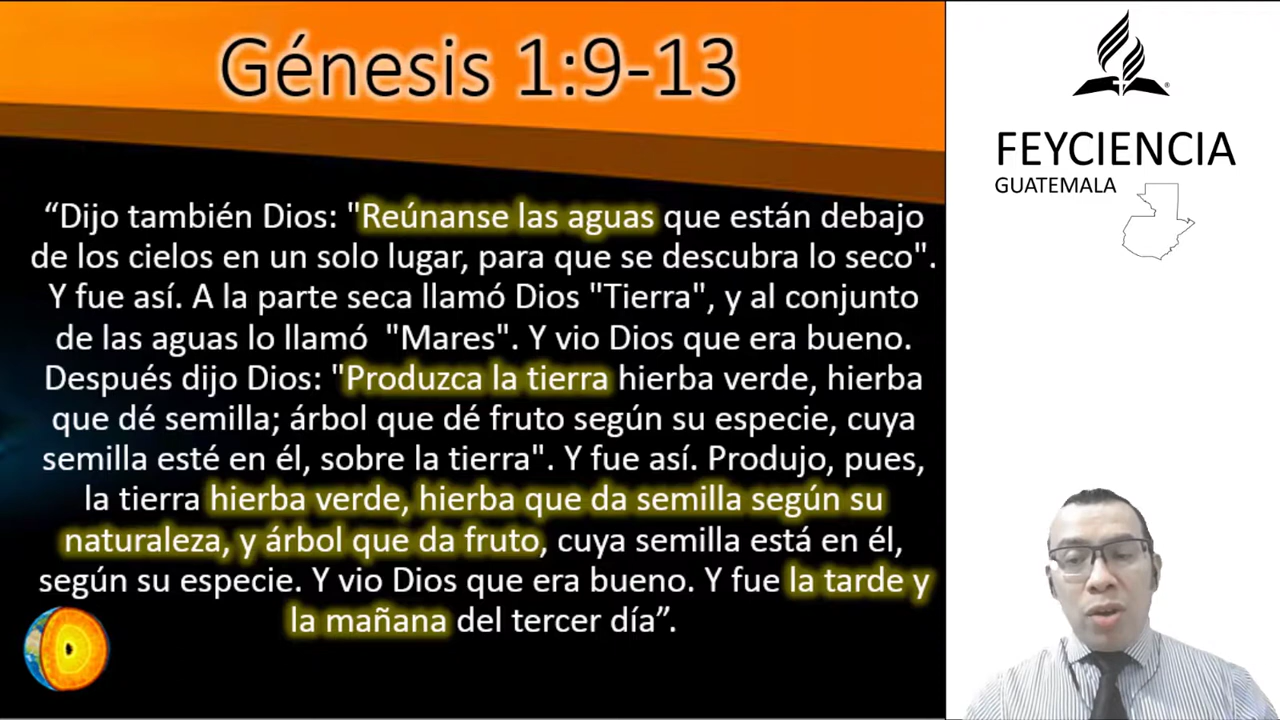 Génesis 1:9-13
“Dijo también Dios: "Reúnanse las aguas que están debajo
de los cielos en un solo lugar, para que se descubra lo seco".
Y fue así. A la parte seca llamó Dios "Tierra", y al conjunto
de las aguas lo llamó "Mares". Y vio Dios que era bueno.
Después dijo Dios: "Produzca la tierra hierba verde, hierba
que dé semilla; árbol que dé fruto según su especie, cuya
semilla esté en él, sobre la tierra". Y fue así. Produjo, pues,
la tierra hierba verde, hierba que da semilla según su
naturaleza, y árbol que da fruto, cuya semilla está en él,
según su especie. Y vio Dios que era bueno. Y fue la tarde y
la mañana del tercer día”.
®
FEYCIENCIA
GUATEMALA